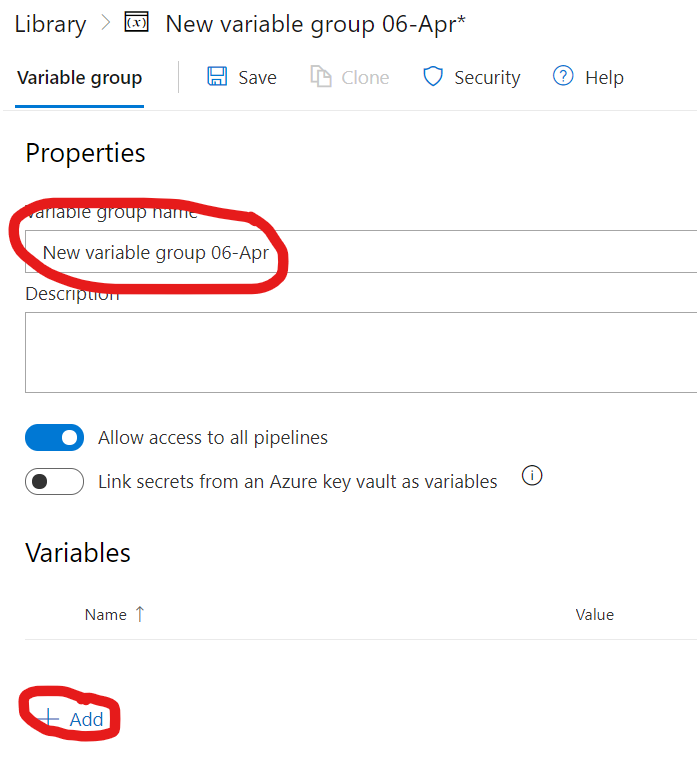 Library > (x) New variable group 06-Apr*
Variable group Save Clone Security ? Help
Properties
Variable group name
New variable group 06-Apr
Description
Allow access to all pipelines
Link secrets from an Azure key vault as variables i
Variables
Name ↑ Value
+ Add